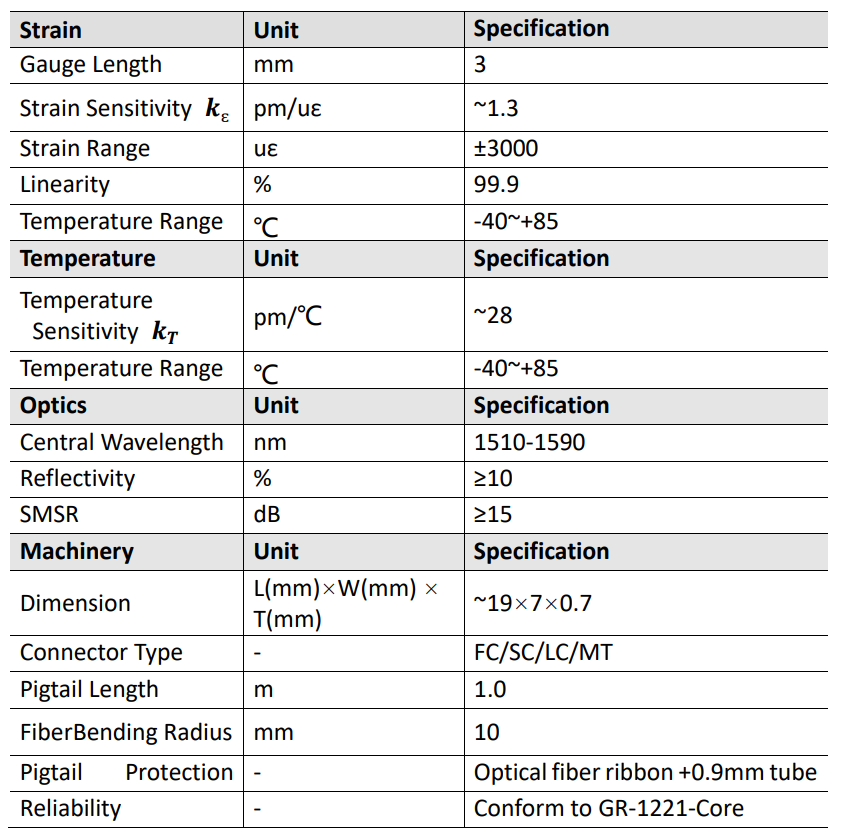 Strain Unit Specification
Gauge Length mm 3
Strain Sensitivity kε pm/uε ~1.3
Strain Range uε ±3000
Linearity % 99.9
Temperature Range ℃ -40~+85
Temperature Unit Specification
Temperature
Sensitivity kT pm/℃ ~28
Temperature Range ℃ -40~+85
Optics Unit Specification
Central Wavelength nm 1510-1590
Reflectivity % ≥10
SMSR dB ≥15
Machinery Unit Specification
Dimension L(mm)×W(mm) × T(mm) ~19×7×0.7
Connector Type - FC/SC/LC/MT
Pigtail Length m 1.0
FiberBending Radius mm 10
Pigtail Protection - Optical fiber ribbon +0.9mm tube
Reliability - Conform to GR-1221-Core